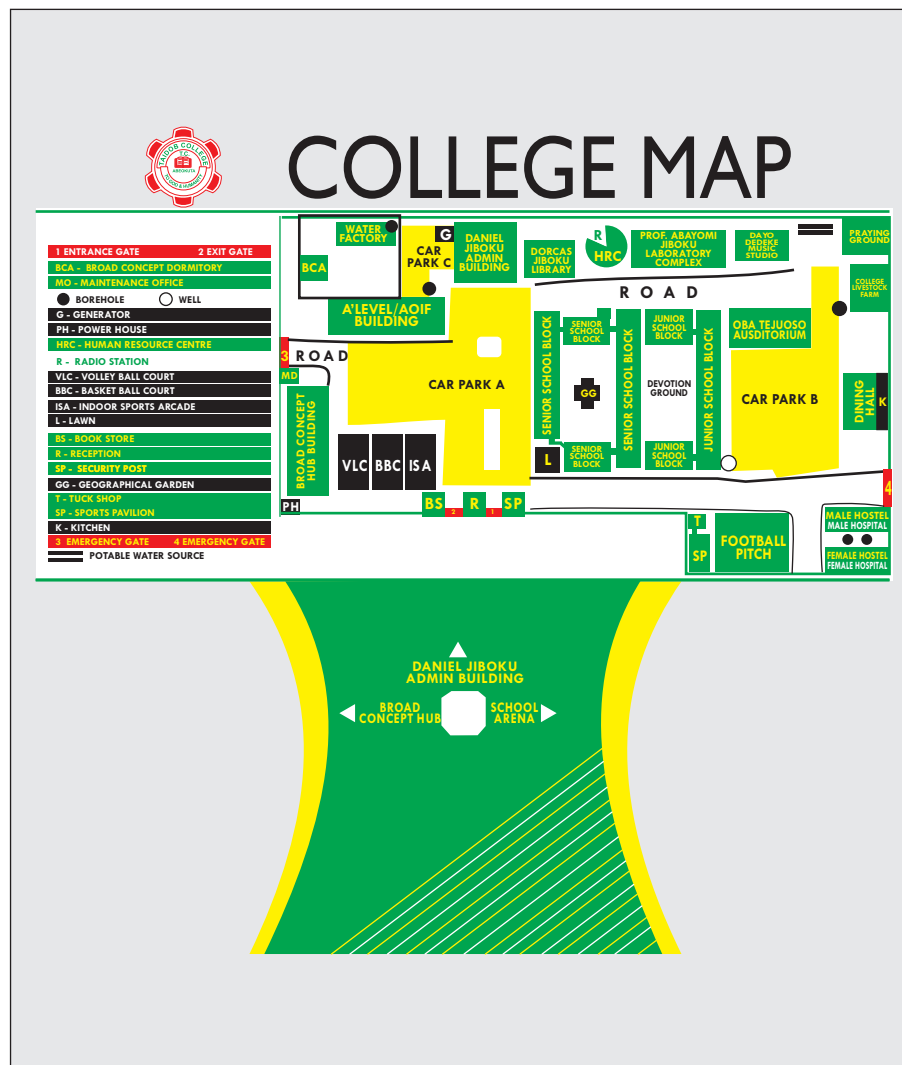 TAIDOB COLLEGE
T.C.
ABEOKUTA
COLLEGE MAP
1 ENTRANCE GATE 2 EXIT GATE
BCA - BROAD CONCEPT DORMITORY
MO - MAINTENANCE OFFICE
BOREHOLE WELL
G - GENERATOR
PH - POWER HOUSE
HRC - HUMAN RESOURCE CENTRE
R - RADIO STATION
VLC - VOLLEY BALL COURT
BBC - BASKET BALL COURT
ISA - INDOOR SPORTS ARCADE
L - LAWN
BS - BOOK STORE
R - RECEPTION
SP - SECURITY POST
GG - GEOGRAPHICAL GARDEN
T - TUCK SHOP
SP - SPORTS PAVILION
K - KITCHEN
3 EMERGENCY GATE 4 EMERGENCY GATE
POTABLE WATER SOURCE
WATER
FACTORY
BCA
G
CAR
PARK C
DANIEL
JIBOKU
ADMIN
BUILDING
DORCAS
JIBOKU
LIBRARY
R
HRC
PROF. ABAYOMI
JIBOKU
LABORATORY
COMPLEX
DAYO
DEDEKE
MUSIC
STUDIO
PRAYING
GROUND
COLLEGE
LIVESTOCK
FARM
ROAD
A'LEVEL/AOIF
BUILDING
3
ROAD
MD
BROAD CONCEPT
HUB BUILDING
PH
CAR PARK A
VLC
BBC
ISA
SENIOR SCHOOL BLOCK
SENIOR
SCHOOL
BLOCK
GG
L
SENIOR
SCHOOL
BLOCK
SENIOR SCHOOL BLOCK
JUNIOR
SCHOOL
BLOCK
DEVOTION
GROUND
JUNIOR
SCHOOL
BLOCK
JUNIOR SCHOOL BLOCK
OBA TEJUOSO
AUSDITORIUM
CAR PARK B
DINING
HALL
K
4
BS
2
R
1
SP
T
SP
FOOTBALL
PITCH
MALE HOSTEL
MALE HOSPITAL
FEMALE HOSTEL
FEMALE HOSPITAL
DANIEL JIBOKU
ADMIN BUILDING
BROAD
CONCEPT HUB
SCHOOL
ARENA